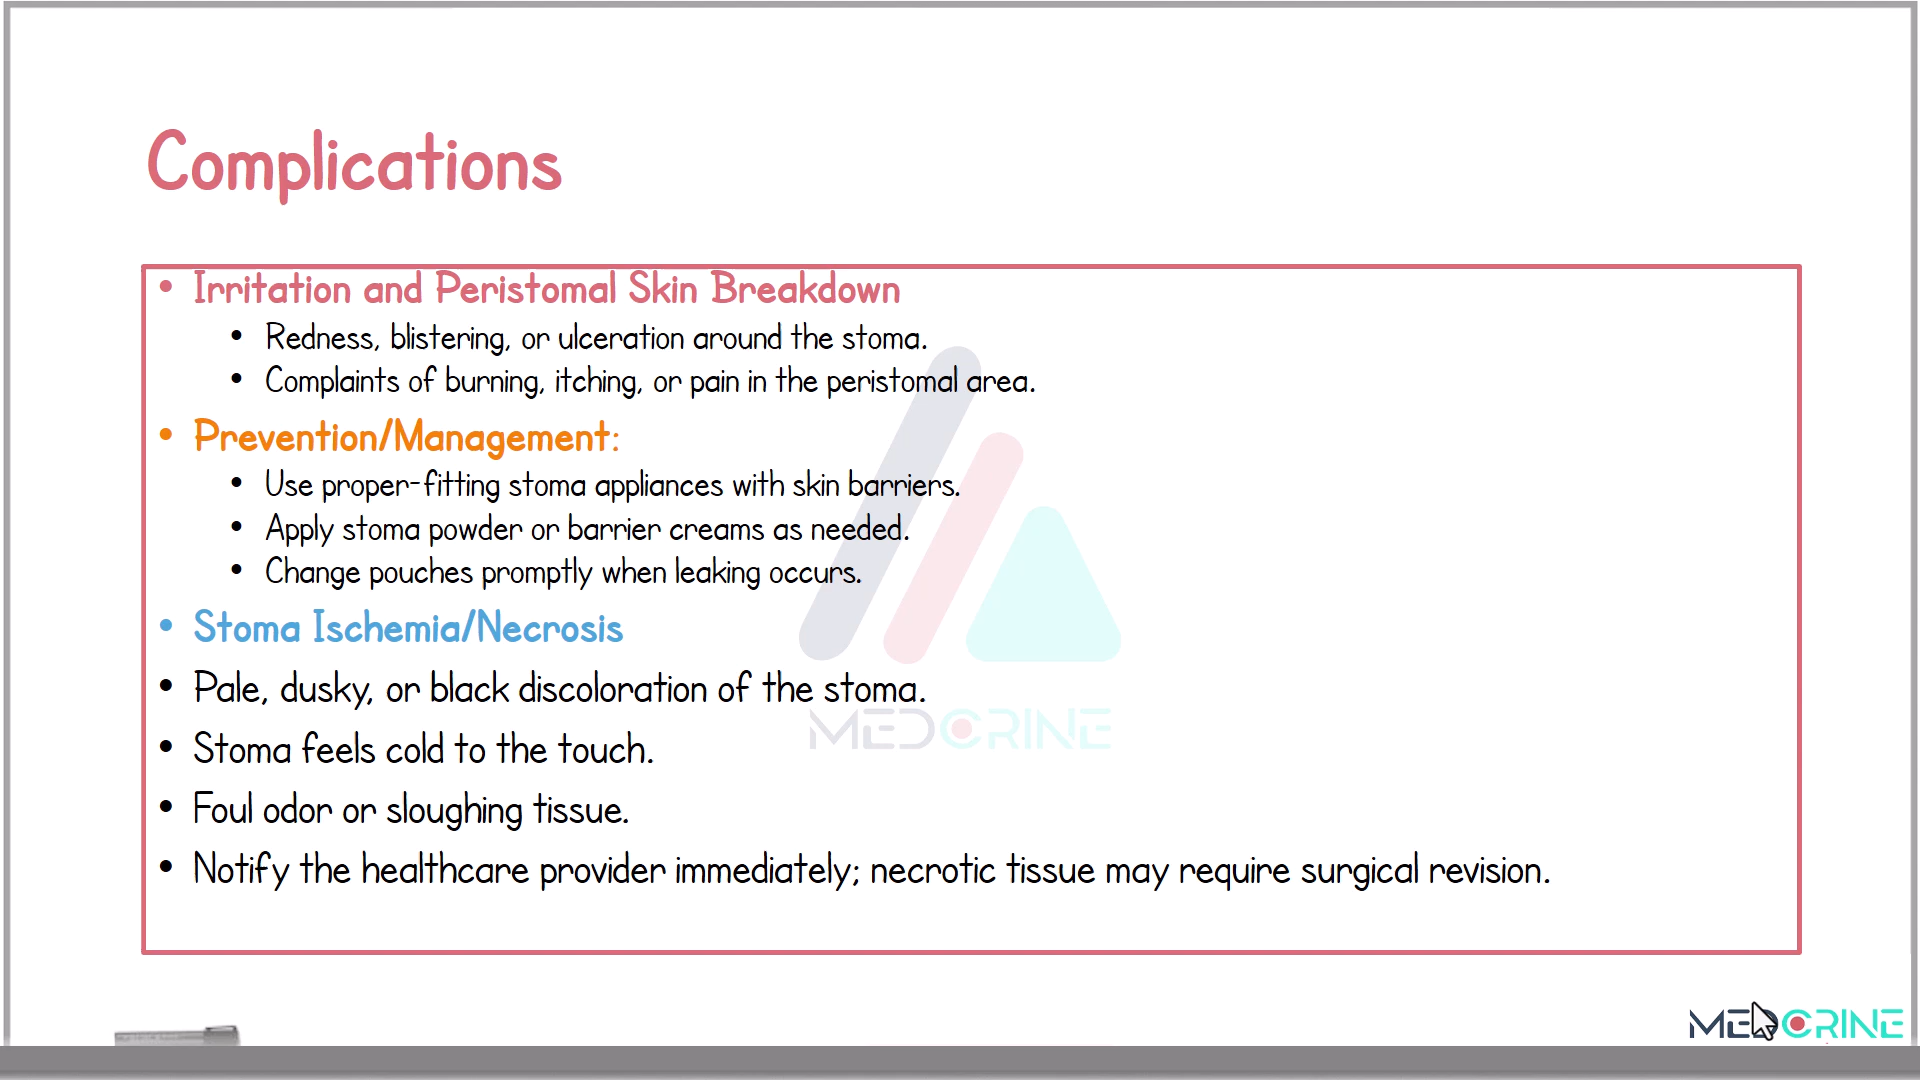 Complications
• Irritation and Peristomal Skin Breakdown
• Redness, blistering, or ulceration around the stoma.
• Complaints of burning, itching, or pain in the peristomal area.
• Prevention/Management:
• Use proper-fitting stoma appliances with skin barriers.
• Apply stoma powder or barrier creams as needed.
• Change pouches promptly when leaking occurs.
• Stoma Ischemia/Necrosis
• Pale, dusky, or black discoloration of the stoma.
MEDCRINE
• Stoma feels cold to the touch.
• Foul odor or sloughing tissue.
• Notify the healthcare provider immediately; necrotic tissue may require surgical revision.
MEDCRINE